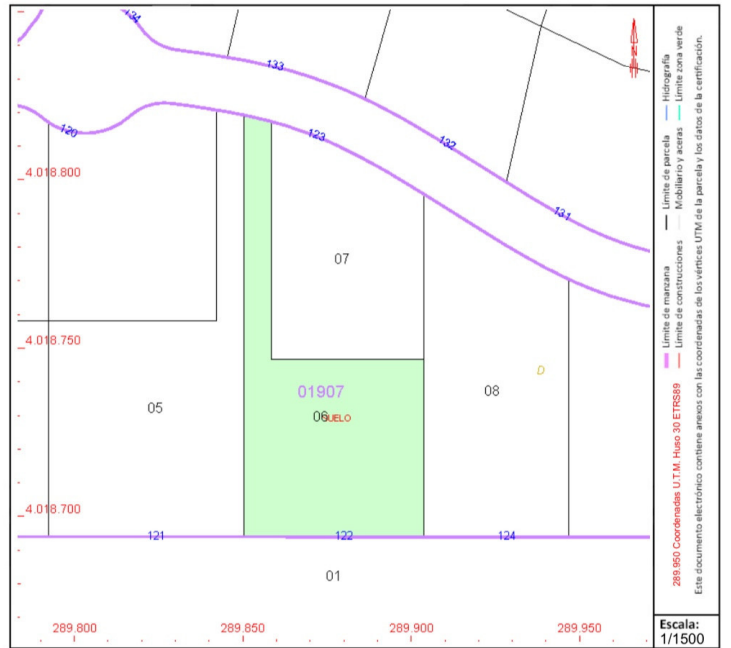 134
133
120
123
132
4.018.800
131
07
4.018.750
01907
05
06
SUELO
08
D
4.018.700
121
122
124
01
289.800
289.850
289.900
289.950
289.950 Coordenadas U.T.M. Huso 30 ETRS89
Límite de manzana
Límite de construcciones
Límite de parcela
Mobiliario y aceras
Hidrografía
Límite zona verde
Este documento electrónico contiene anexos con las coordenadas de los vértices UTM de la parcela y los datos de la certificación.
Escala:
1/1500